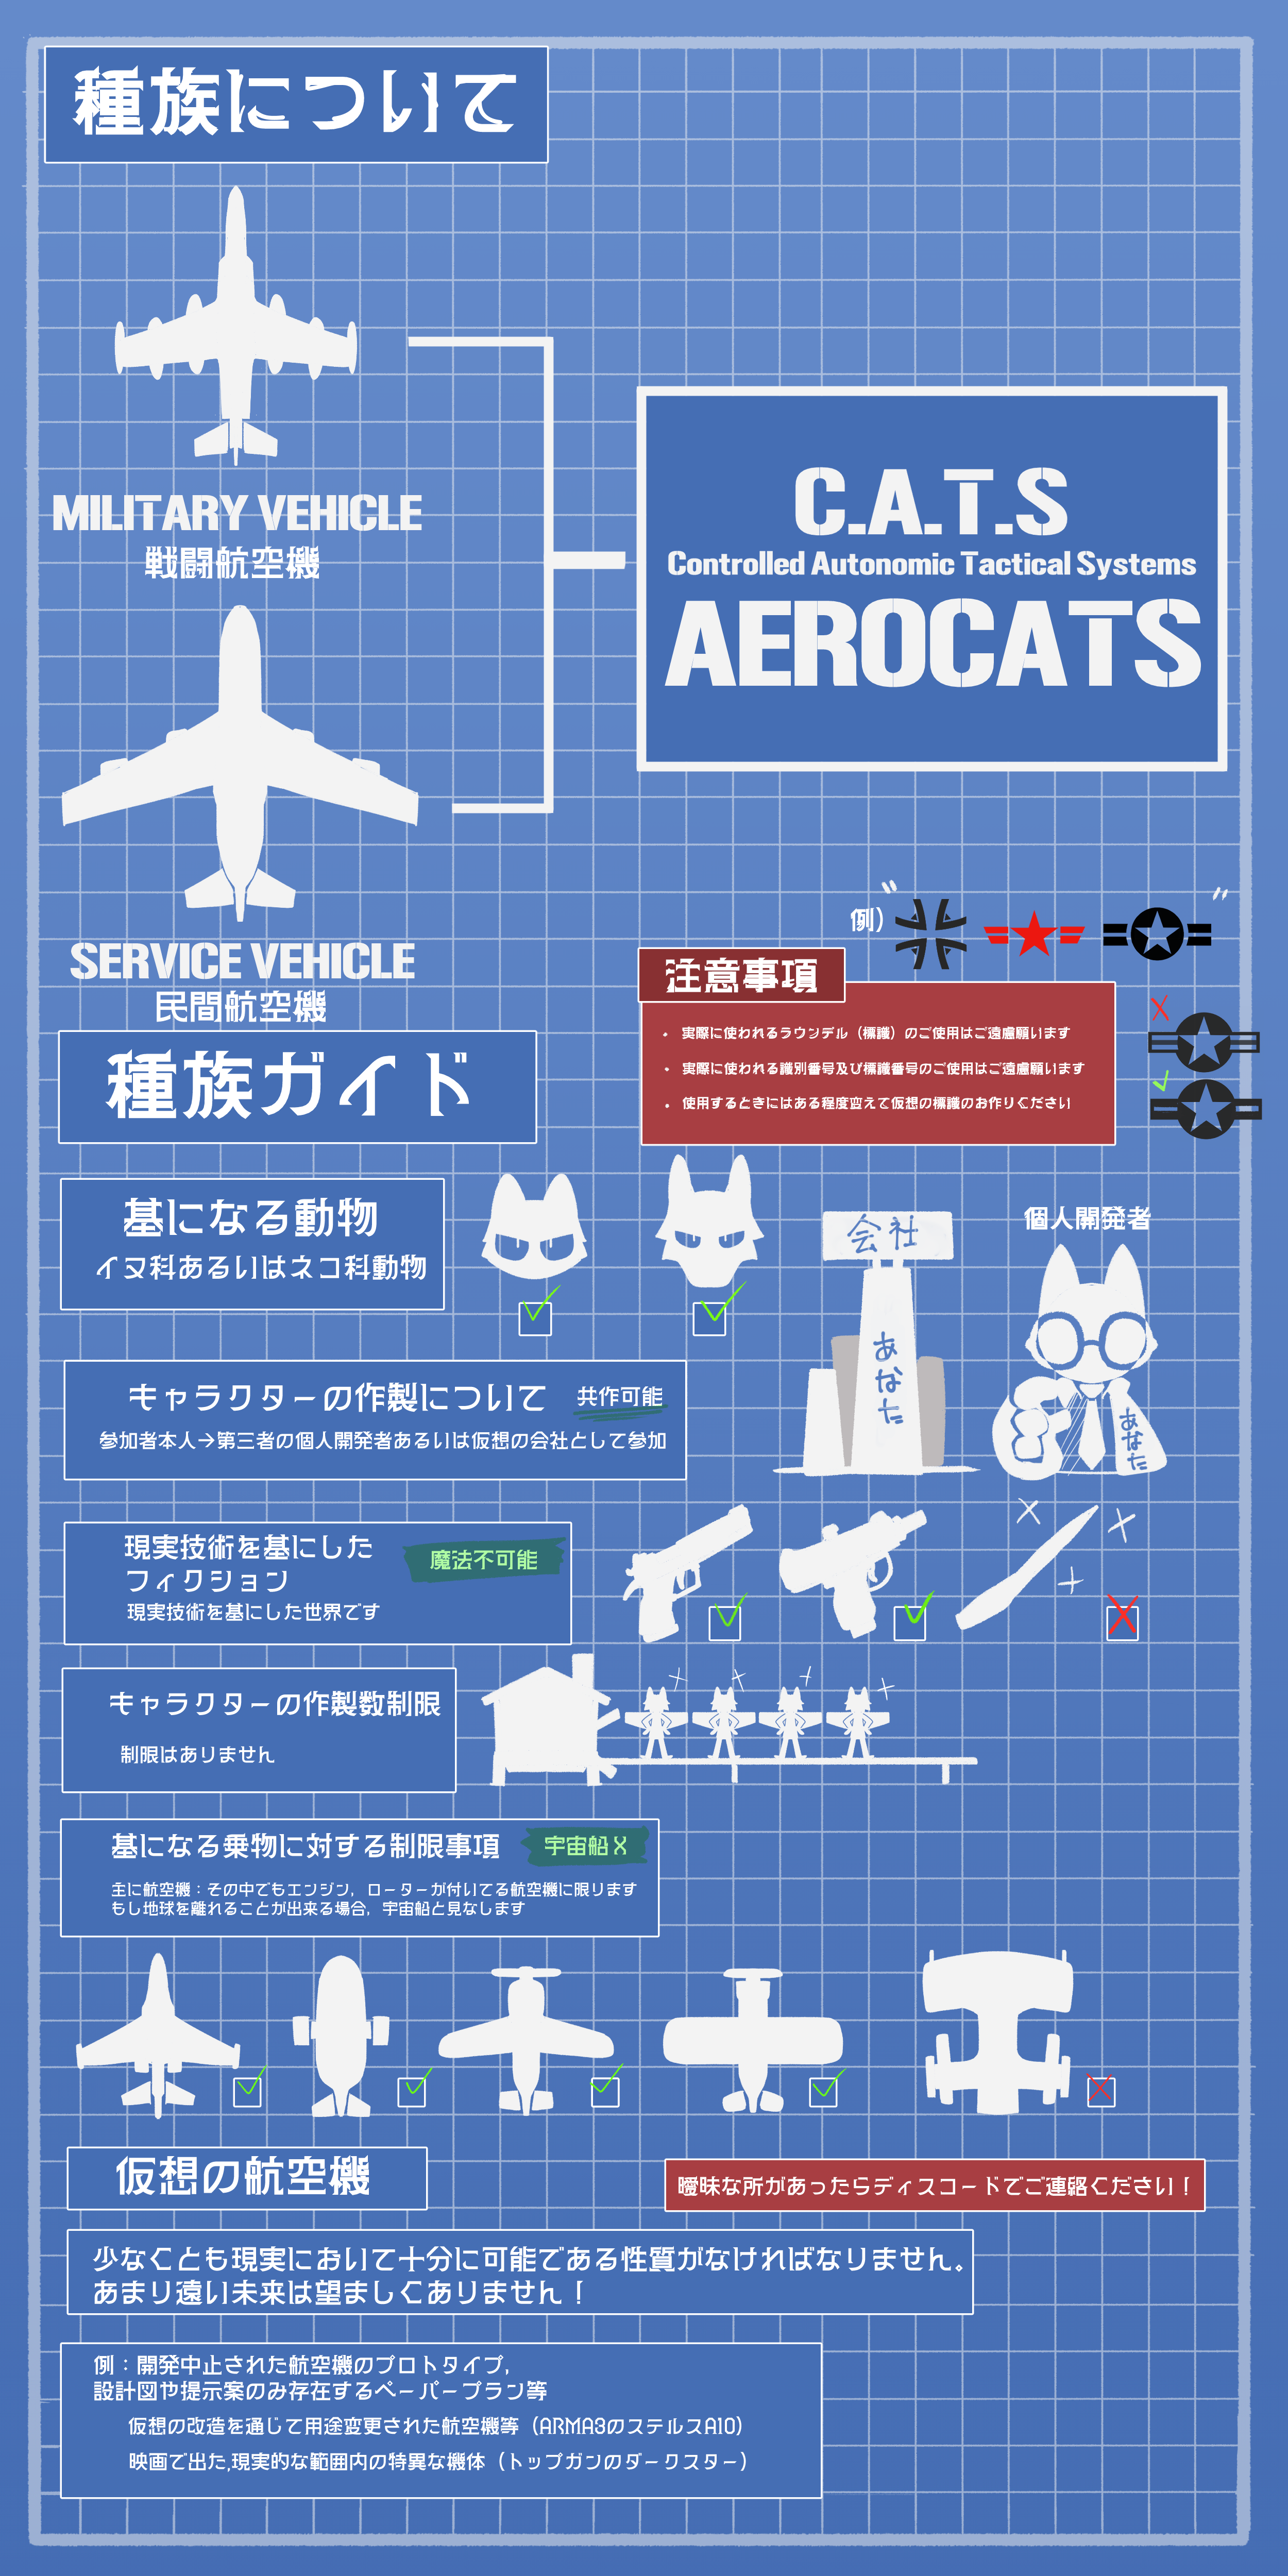 種族について
MILITARY VEHICLE
戦闘航空機
C.A.T.S
Controlled Autonomic Tactical Systems
AEROCATS
SERVICE VEHICLE
民間航空機
例)
注意事項
・ 実際に使われるラウンデル（標識）のご使用はご遠慮願います
・ 実際に使われる識別番号及び標識番号のご使用はご遠慮願います
・ 使用するときにはある程度変えて仮想の標識のお作りください
種族ガイド
基になる動物
イヌ科あるいはネコ科動物
会社
あなた
個人開発者
あなた
キャラクターの作製について 共作可能
参加者本人→第三者の個人開発者あるいは仮想の会社として参加
現実技術を基にした
フィクション
魔法不可能
現実技術を基にした世界です
キャラクターの作製数制限
制限はありません
基になる乗物に対する制限事項 宇宙船X
主に航空機：その中でもエンジン，ローターが付いてる航空機に限ります
もし地球を離れることが出来る場合，宇宙船と見なします
仮想の航空機
曖昧な所があったらディスコードでご連絡ください！
少なくとも現実において十分に可能である性質がなければなりません。
あまり遠い未来は望ましくありません！
例：開発中止された航空機のプロトタイプ，
設計図や提示案のみ存在するペーパープラン等
仮想の改造を通じて用途変更された航空機等（ARMA3のステルスA10）
映画で出た,現実的な範囲内の特異な機体（トップガンのダークスター）